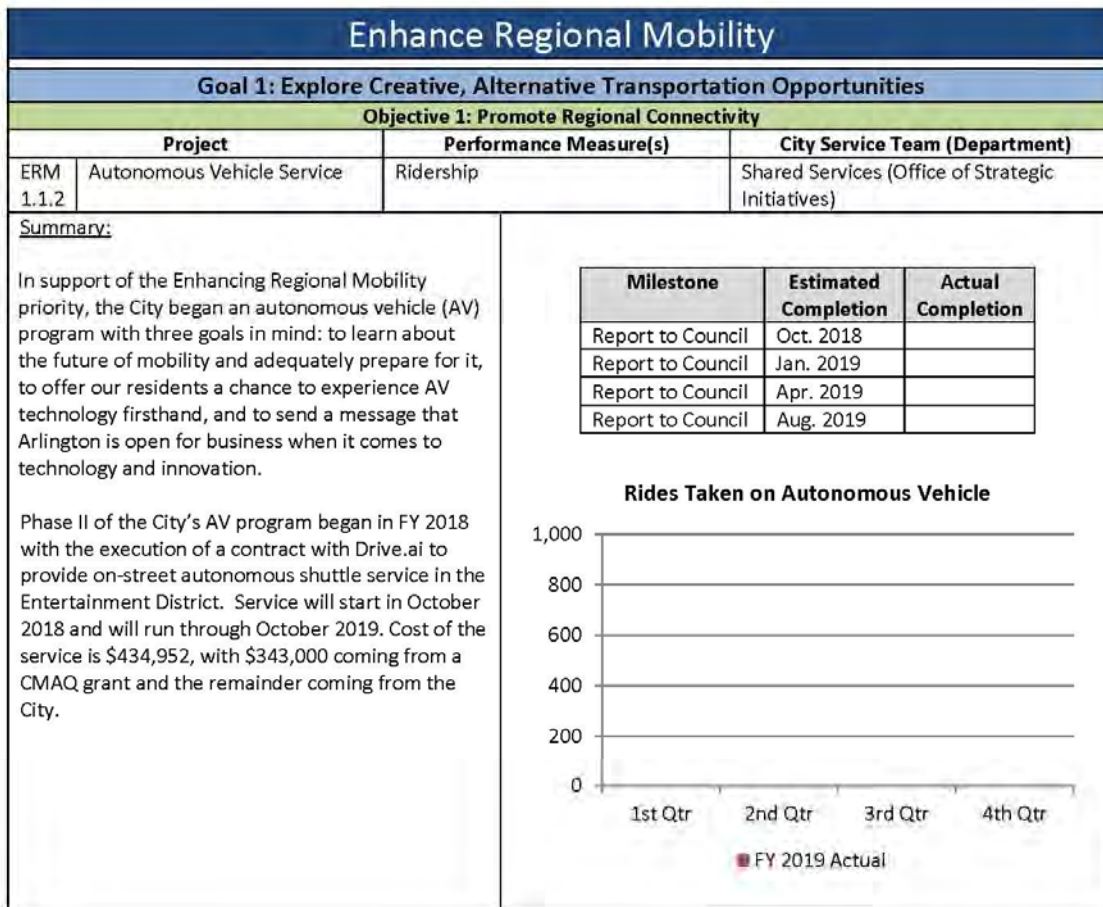 Enhance Regional Mobility
Goal 1: Explore Creative, Alternative Transportation Opportunities
Objective 1: Promote Regional Connectivity
Project Performance Measure(s) City Service Team (Department)
ERM Autonomous Vehicle Service Ridership Shared Services (Office of Strategic
1.1.2 Initiatives)
Summary:
In support of the Enhancing Regional Mobility
priority, the City began an autonomous vehicle (AV)
program with three goals in mind: to learn about
the future of mobility and adequately prepare for it,
to offer our residents a chance to experience AV
technology firsthand, and to send a message that
Arlington is open for business when it comes to
technology and innovation.
Phase II of the City's AV program began in FY 2018
with the execution of a contract with Drive.ai to
provide on-street autonomous shuttle service in the
Entertainment District.  Service will start in October
2018 and will run through October 2019. Cost of the
service is $434,952, with $343,000 coming from a
CMAQ grant and the remainder coming from the
City.
Milestone Estimated Actual
Completion Completion
Report to Council Oct. 2018
Report to Council Jan. 2019
Report to Council Apr. 2019
Report to Council Aug. 2019
Rides Taken on Autonomous Vehicle
1,000
800
600
400
200
0
1st Qtr 2nd Qtr 3rd Qtr 4th Qtr
FY 2019 Actual